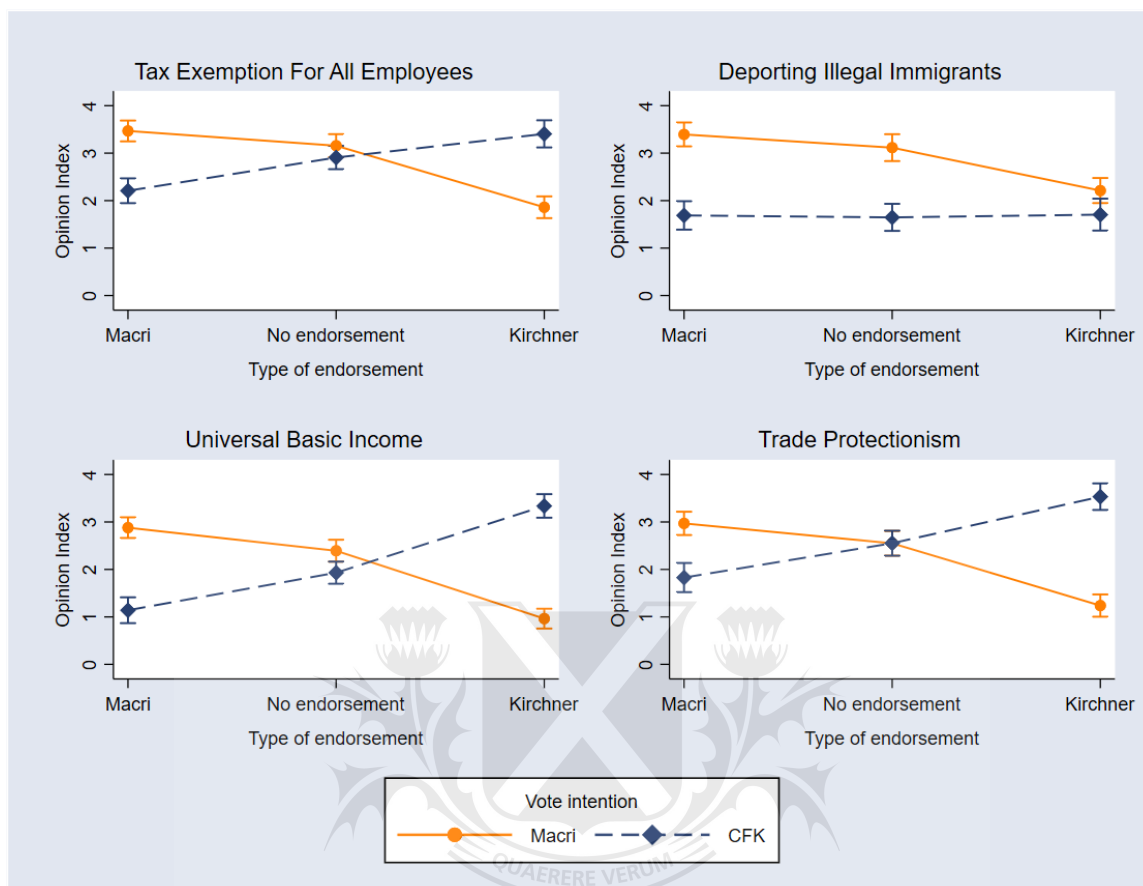 Tax Exemption For All Employees
Opinion Index
4
3
2
1
0
Macri No endorsement Kirchner
Type of endorsement
Deporting Illegal Immigrants
Opinion Index
4
3
2
1
0
Macri No endorsement Kirchner
Type of endorsement
Universal Basic Income
Opinion Index
4
3
2
1
0
Macri No endorsement Kirchner
Type of endorsement
Trade Protectionism
Opinion Index
4
3
2
1
0
Macri No endorsement Kirchner
Type of endorsement
Vote intention
Macri CFK
QUAERERE VERUM